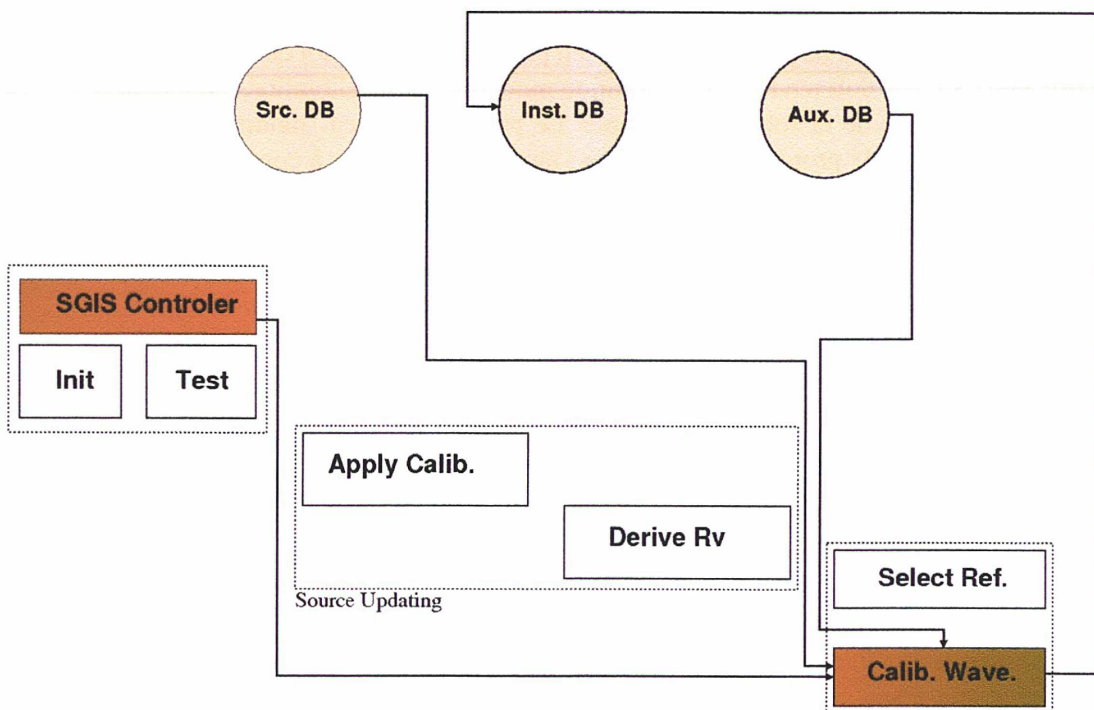 Src. DB
Inst. DB
Aux. DB
SGIS Controler
Init
Test
Apply Calib.
Derive Rv
Source Updating
Select Ref.
Calib. Wave.